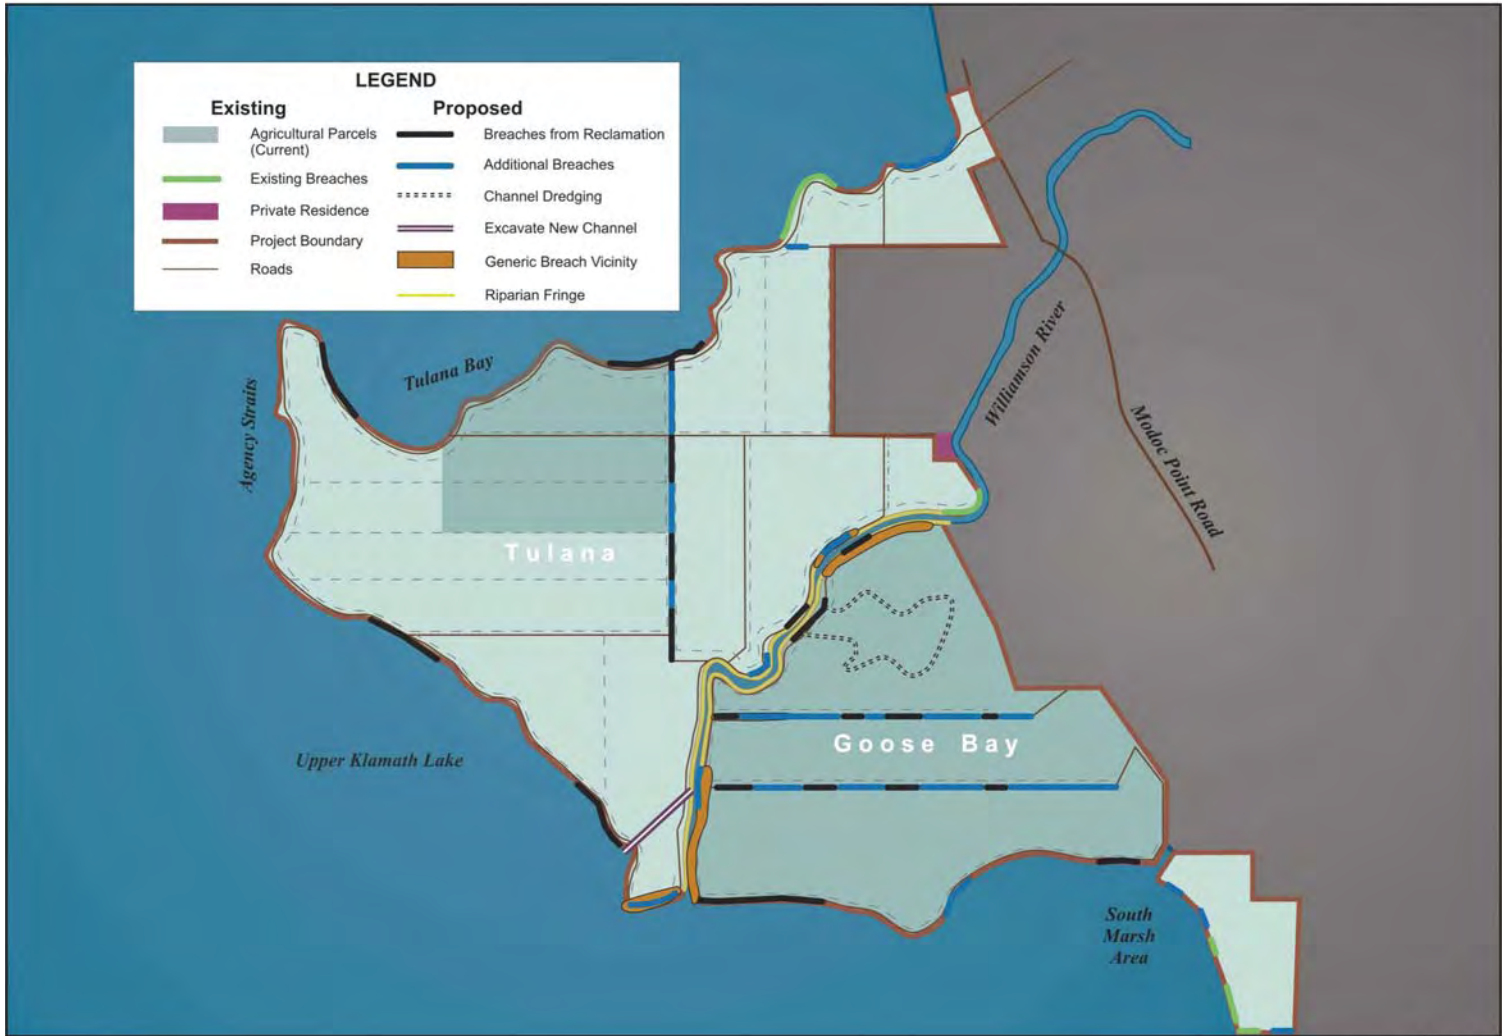 LEGEND
Existing
Proposed
Agricultural Parcels
(Current)
Existing Breaches
Private Residence
Project Boundary
Roads
Breaches from Reclamation
Additional Breaches
Channel Dredging
Excavate New Channel
Generic Breach Vicinity
Riparian Fringe
Tulana Bay
Agency Straits
Williamson River
Modoc Point Road
Tulana
Goose Bay
Upper Klamath Lake
South
Marsh
Area